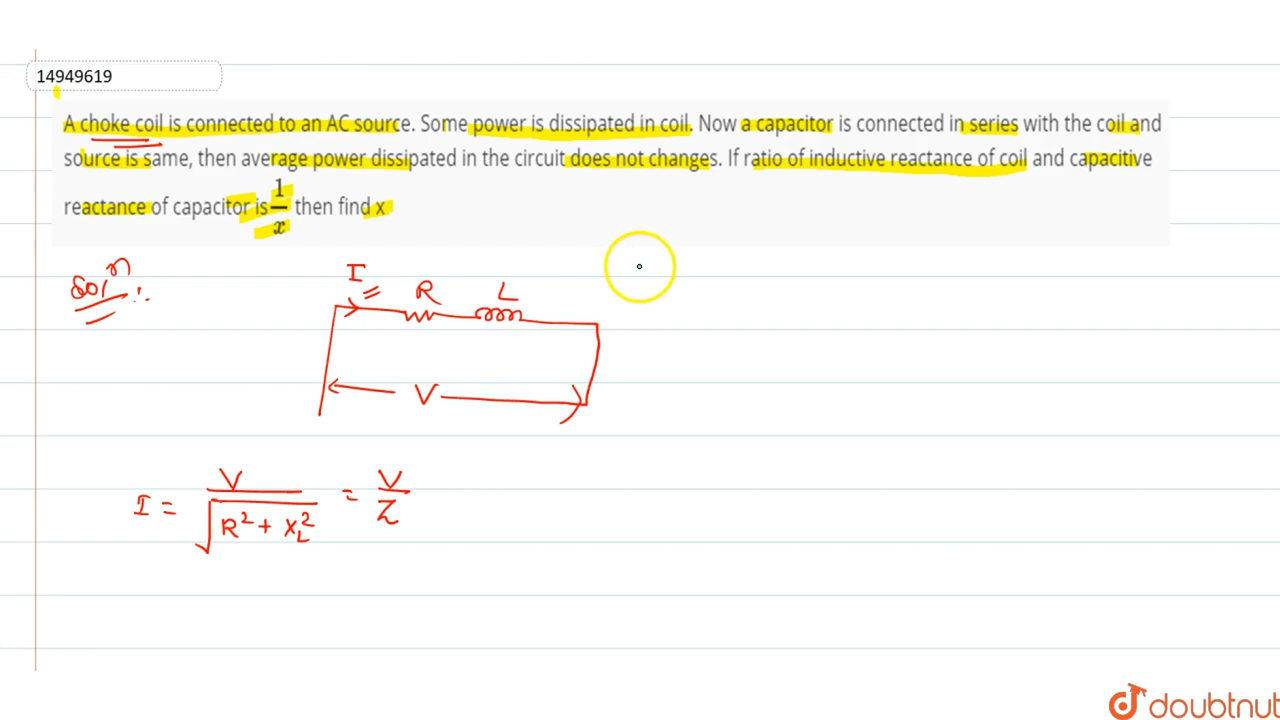 14949619
A choke coil is connected to an AC source. Some power is dissipated in coil. Now a capacitor is connected in series with the coil and
source is same, then average power dissipated in the circuit does not changes. If ratio of inductive reactance of coil and capacitive
reactance of capacitor is 1/x then find x
Solⁿ :
I
R L
V
I = V/√(R² + X_L²) = V/Z
doubtnut